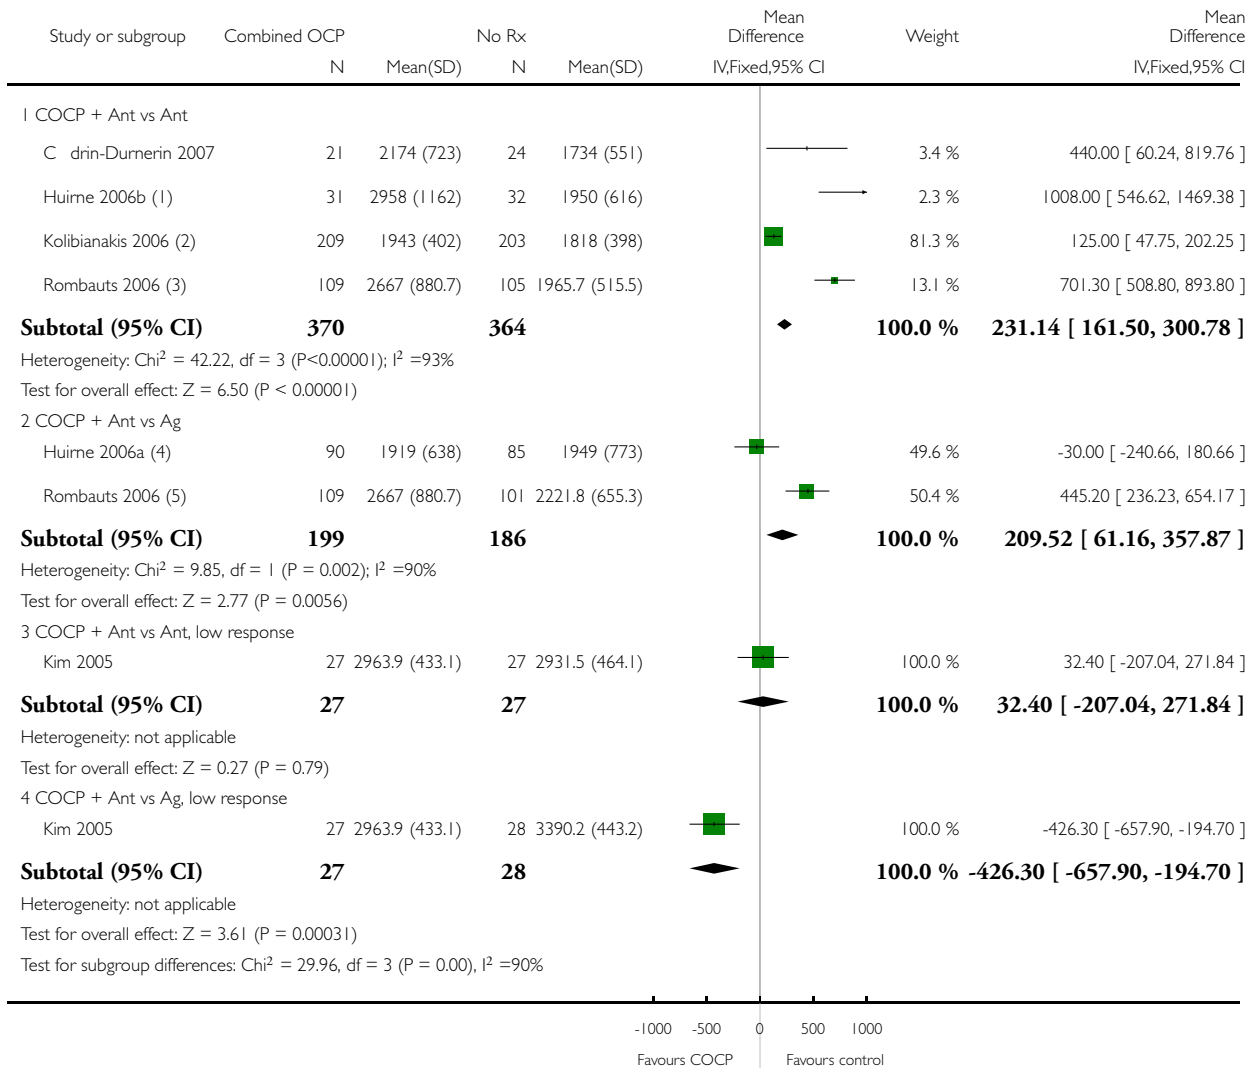 Study or subgroup Combined OCP No Rx Mean Difference Weight Mean Difference
N Mean(SD) N Mean(SD) IV,Fixed,95% CI IV,Fixed,95% CI
1 COCP + Ant vs Ant
C drin-Durnerin 2007 21 2174 (723) 24 1734 (551) 3.4 % 440.00 [ 60.24, 819.76 ]
Huirne 2006b (1) 31 2958 (1162) 32 1950 (616) 2.3 % 1008.00 [ 546.62, 1469.38 ]
Kolibianakis 2006 (2) 209 1943 (402) 203 1818 (398) 81.3 % 125.00 [ 47.75, 202.25 ]
Rombauts 2006 (3) 109 2667 (880.7) 105 1965.7 (515.5) 13.1 % 701.30 [ 508.80, 893.80 ]
Subtotal (95% CI) 370 364 100.0 % 231.14 [ 161.50, 300.78 ]
Heterogeneity: Chi² = 42.22, df = 3 (P<0.00001); I² =93%
Test for overall effect: Z = 6.50 (P < 0.00001)
2 COCP + Ant vs Ag
Huirne 2006a (4) 90 1919 (638) 85 1949 (773) 49.6 % -30.00 [ -240.66, 180.66 ]
Rombauts 2006 (5) 109 2667 (880.7) 101 2221.8 (655.3) 50.4 % 445.20 [ 236.23, 654.17 ]
Subtotal (95% CI) 199 186 100.0 % 209.52 [ 61.16, 357.87 ]
Heterogeneity: Chi² = 9.85, df = 1 (P = 0.002); I² =90%
Test for overall effect: Z = 2.77 (P = 0.0056)
3 COCP + Ant vs Ant, low response
Kim 2005 27 2963.9 (433.1) 27 2931.5 (464.1) 100.0 % 32.40 [ -207.04, 271.84 ]
Subtotal (95% CI) 27 27 100.0 % 32.40 [ -207.04, 271.84 ]
Heterogeneity: not applicable
Test for overall effect: Z = 0.27 (P = 0.79)
4 COCP + Ant vs Ag, low response
Kim 2005 27 2963.9 (433.1) 28 3390.2 (443.2) 100.0 % -426.30 [ -657.90, -194.70 ]
Subtotal (95% CI) 27 28 100.0 % -426.30 [ -657.90, -194.70 ]
Heterogeneity: not applicable
Test for overall effect: Z = 3.61 (P = 0.00031)
Test for subgroup differences: Chi² = 29.96, df = 3 (P = 0.00), I² =90%
-1000 -500 0 500 1000
Favours COCP Favours control